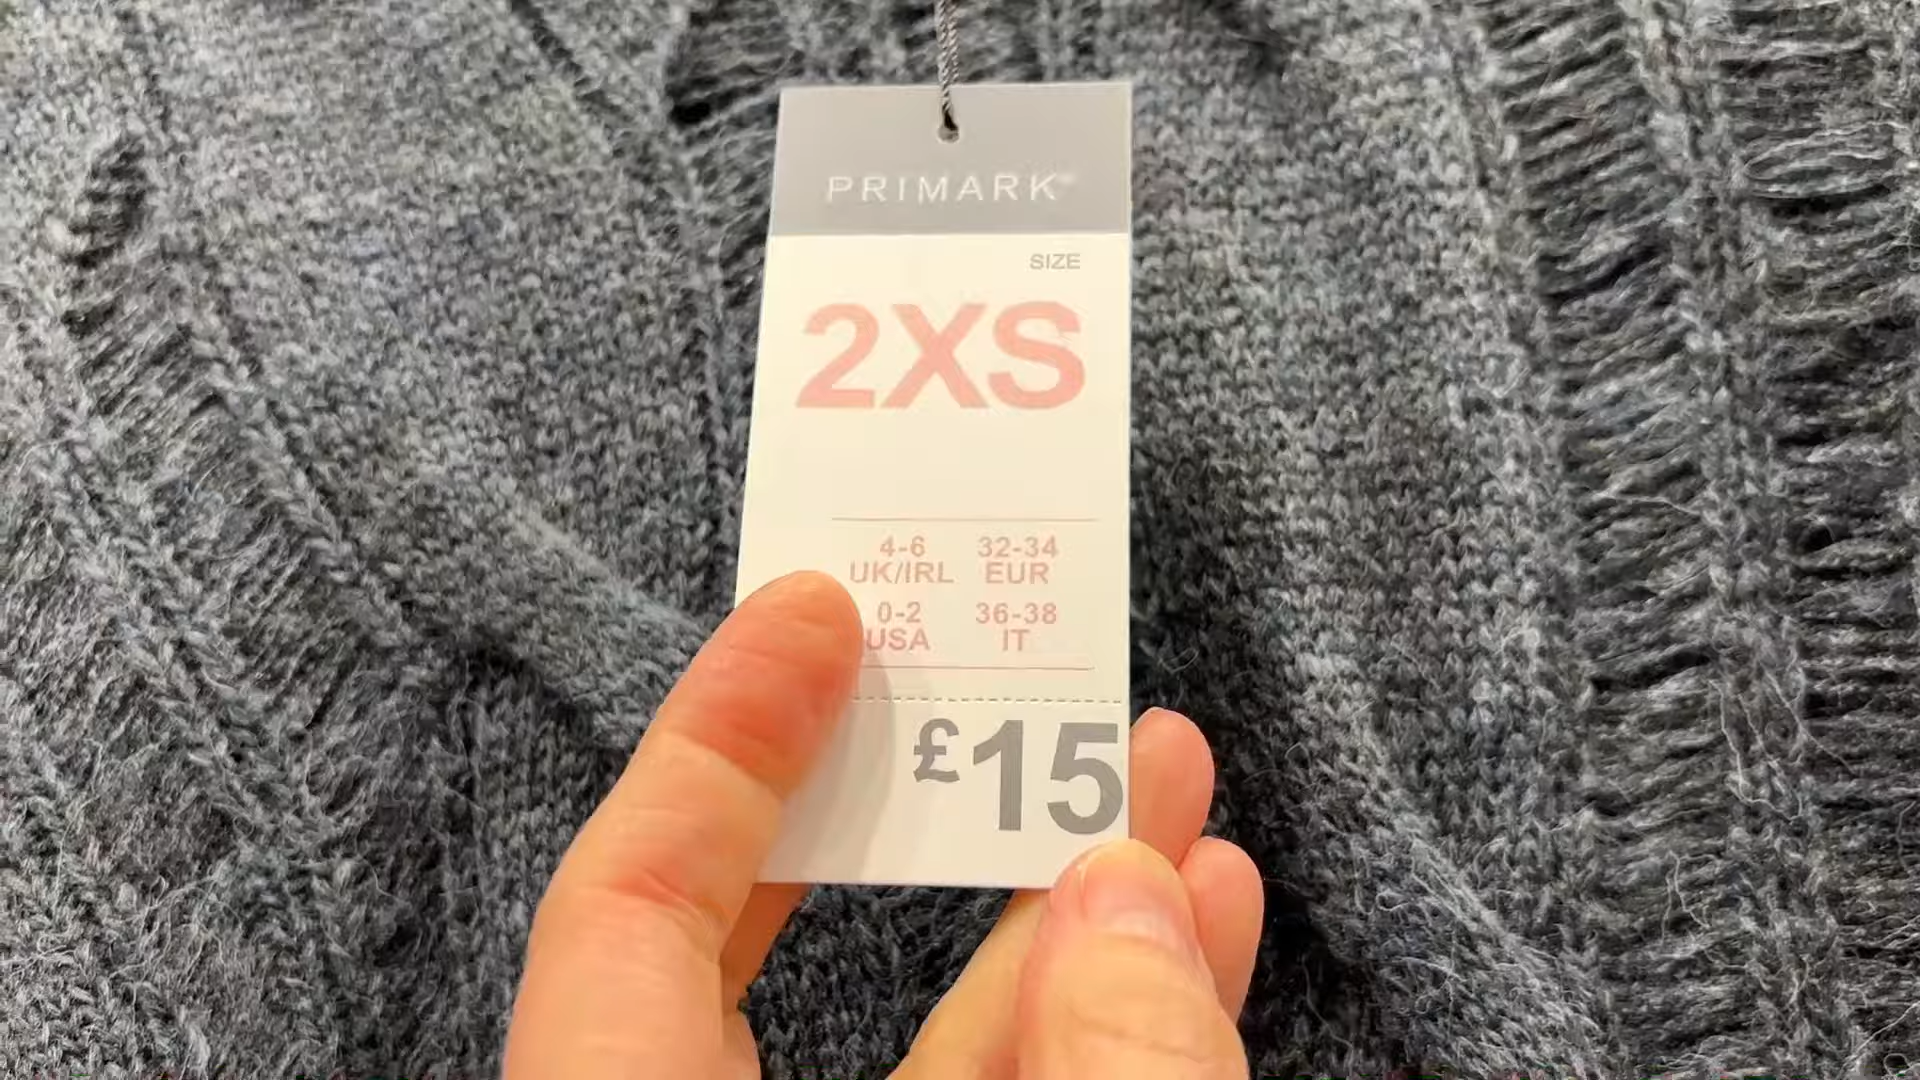 PRIMARK
SIZE
2XS
4-6 32-34
UK/IRL EUR
0-2 36-38
USA IT
£15